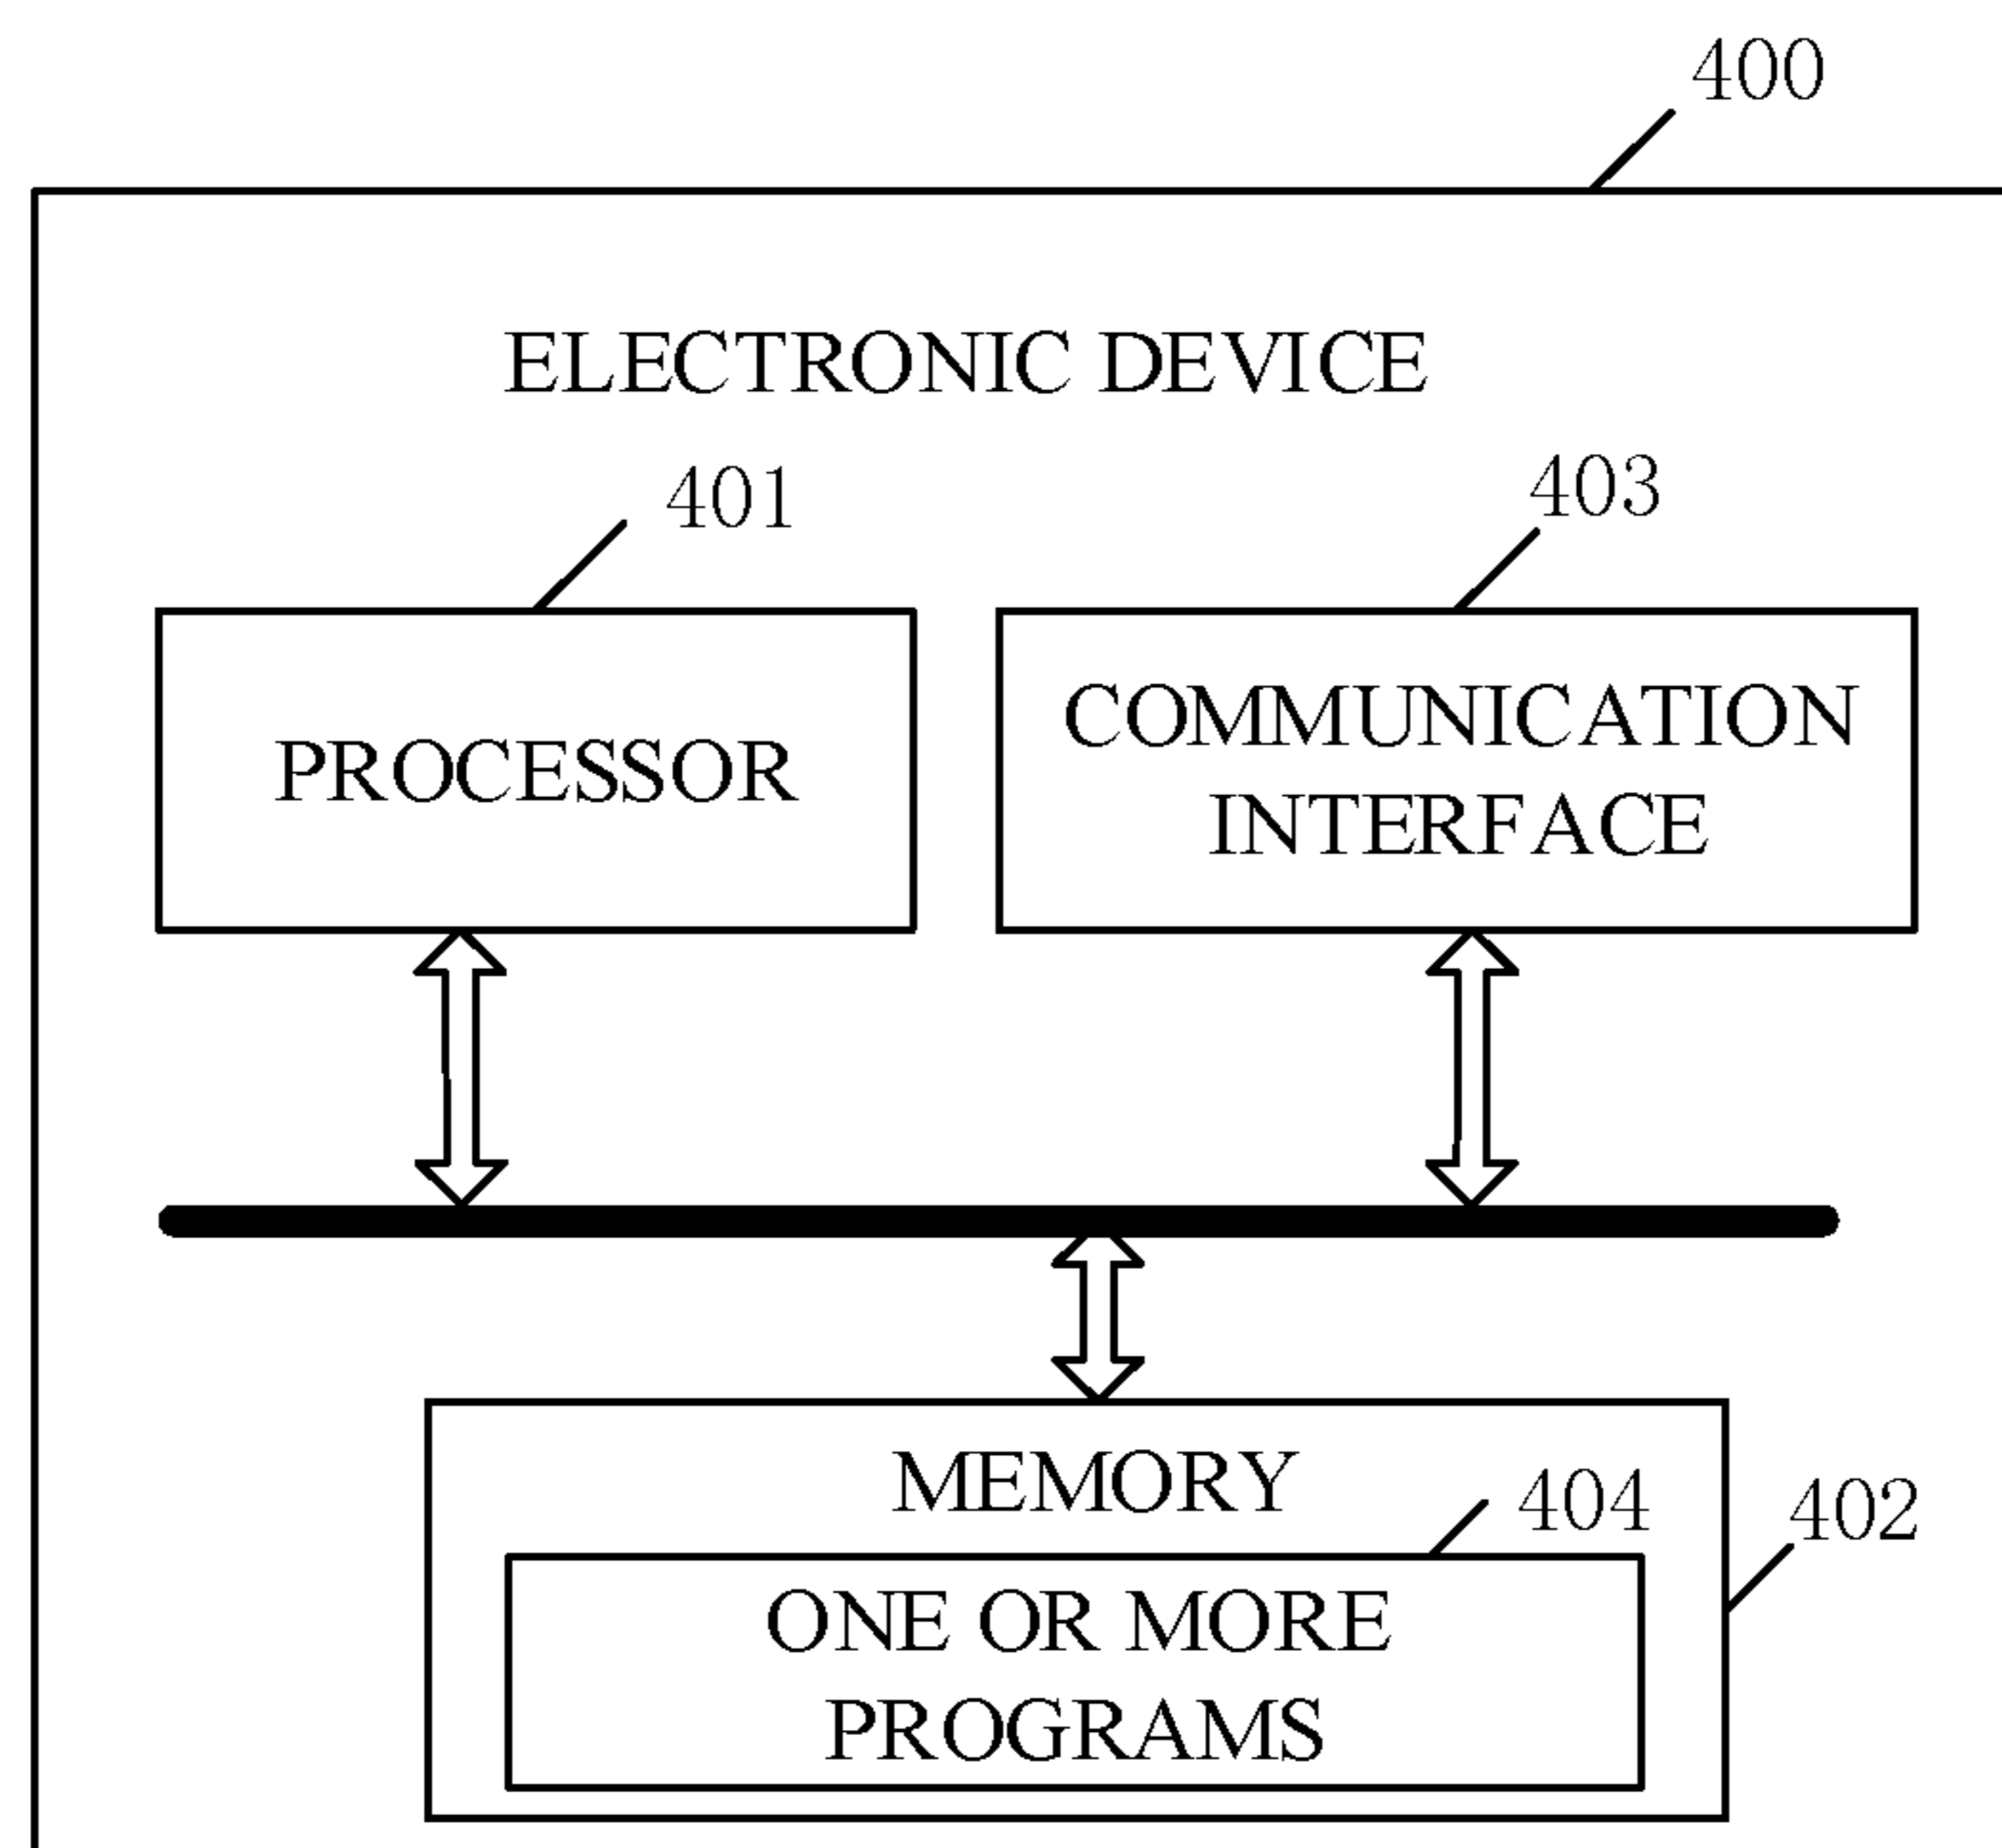 400
ELECTRONIC DEVICE
401
403
PROCESSOR
COMMUNICATION
INTERFACE
MEMORY
404
402
ONE OR MORE
PROGRAMS